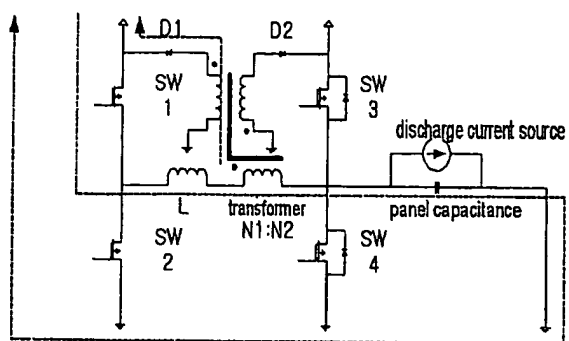 D1
D2
SW
1
SW
3
discharge current source
L
transformer
N1:N2
panel capacitance
SW
2
SW
4